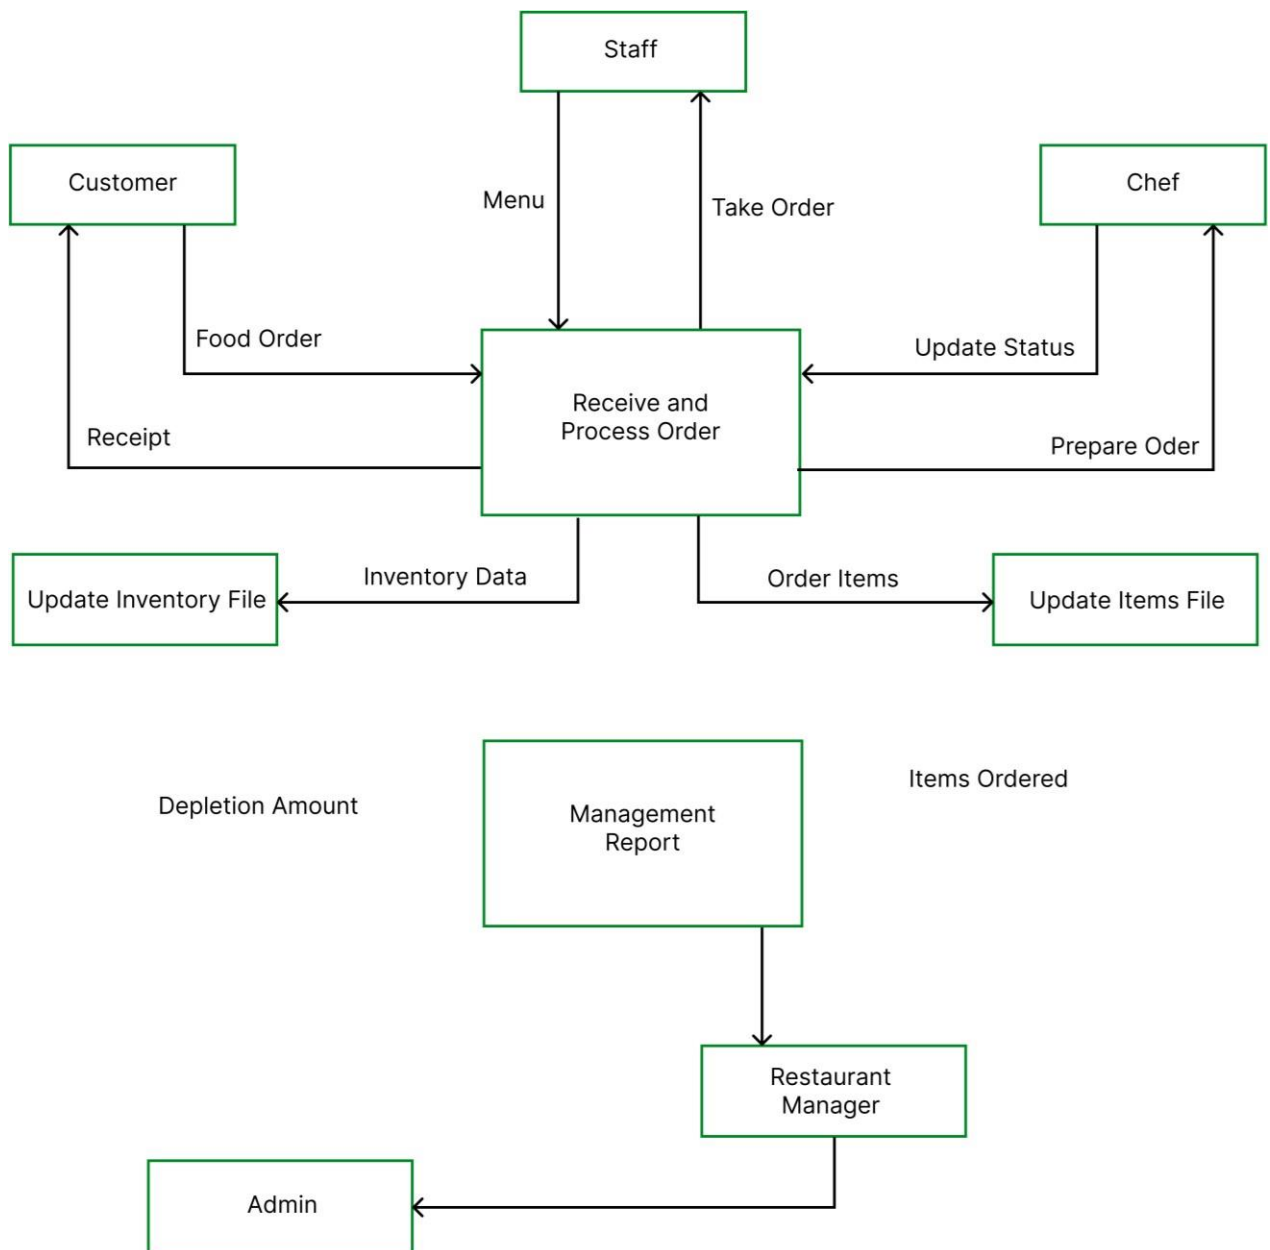 Staff
Customer
Chef
Menu
Take Order
Food Order
Update Status
Receive and
Process Order
Receipt
Prepare Oder
Inventory Data
Order Items
Update Inventory File
Update Items File
Items Ordered
Depletion Amount
Management
Report
Restaurant
Manager
Admin